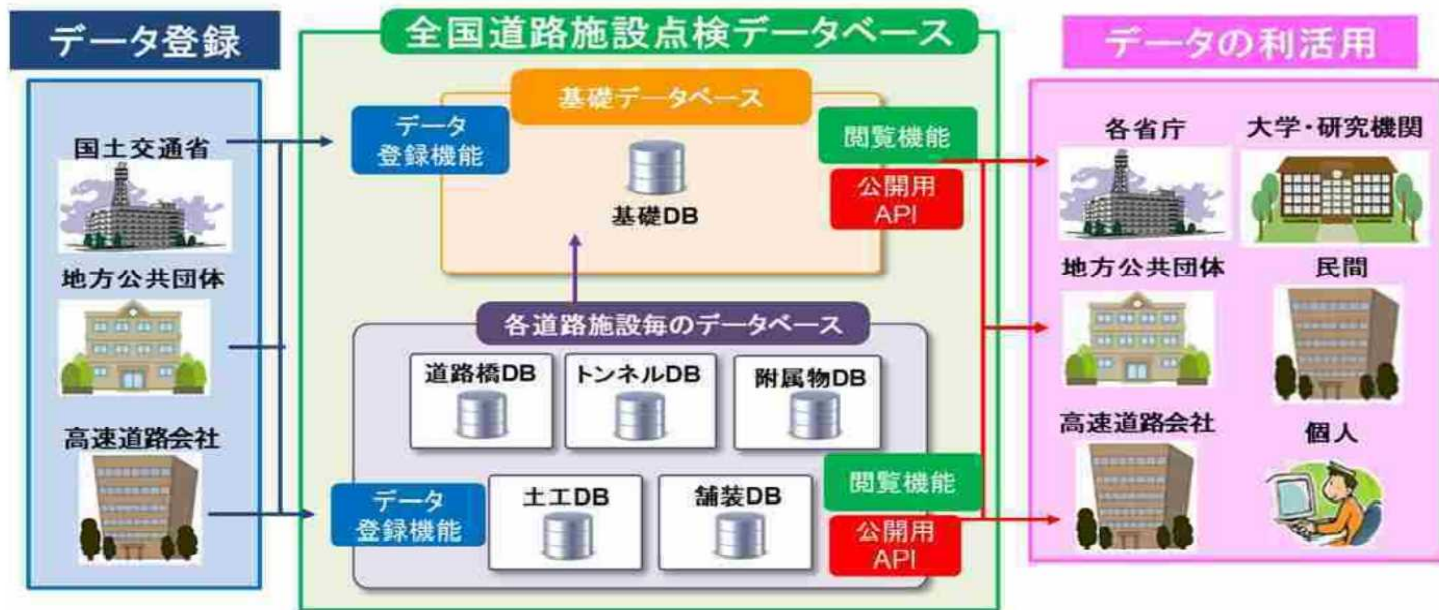 データ登録
国土交通省
地方公共団体
高速道路会社
全国道路施設点検データベース
基礎データベース
データ
登録機能
基礎DB
閲覧機能
公開用
API
各道路施設毎のデータベース
道路橋DB
トンネルDB
附属物DB
データ
登録機能
土工DB
舗装DB
閲覧機能
公開用
API
データの利活用
各省庁
大学・研究機関
地方公共団体
民間
高速道路会社
個人